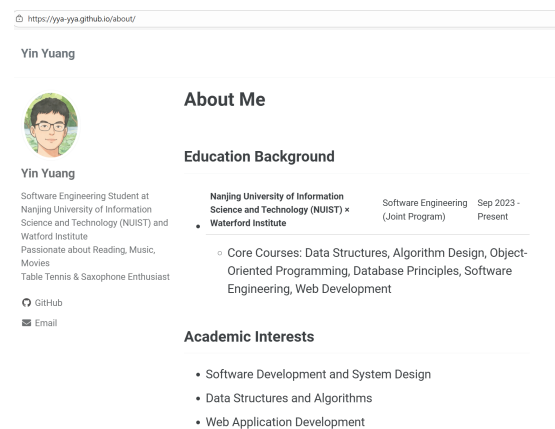 https://yya-yya.github.io/about/
Yin Yuang
Yin Yuang
Software Engineering Student at
Nanjing University of Information
Science and Technology (NUIST) and
Watford Institute
Passionate about Reading, Music,
Movies
Table Tennis & Saxophone Enthusiast
GitHub
Email
About Me
Education Background
Nanjing University of Information
Science and Technology (NUIST) ×
Waterford Institute
Software Engineering
(Joint Program)
Sep 2023 -
Present
Core Courses: Data Structures, Algorithm Design, Object-
Oriented Programming, Database Principles, Software
Engineering, Web Development
Academic Interests
Software Development and System Design
Data Structures and Algorithms
Web Application Development